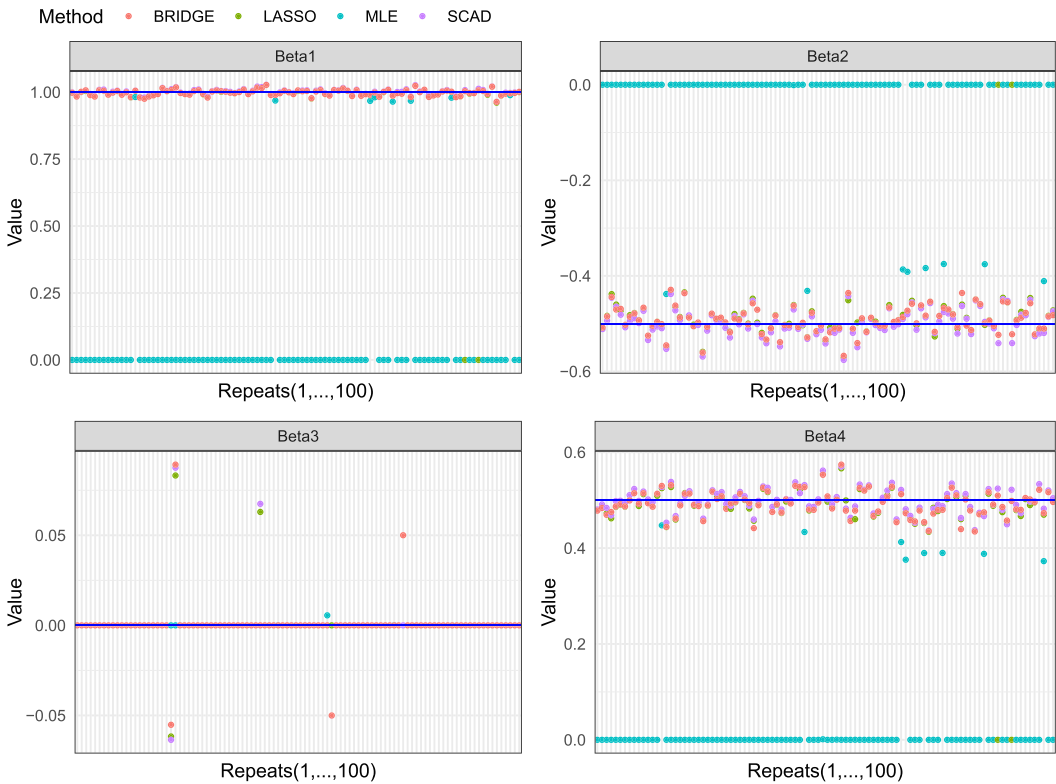 Method BRIDGE LASSO MLE SCAD
Beta1
Value
1.00
0.75
0.50
0.25
0.00
Repeats(1,...,100)
Beta2
Value
0.0
−0.2
−0.4
−0.6
Repeats(1,...,100)
Beta3
Value
0.05
0.00
−0.05
Repeats(1,...,100)
Beta4
Value
0.6
0.4
0.2
0.0
Repeats(1,...,100)